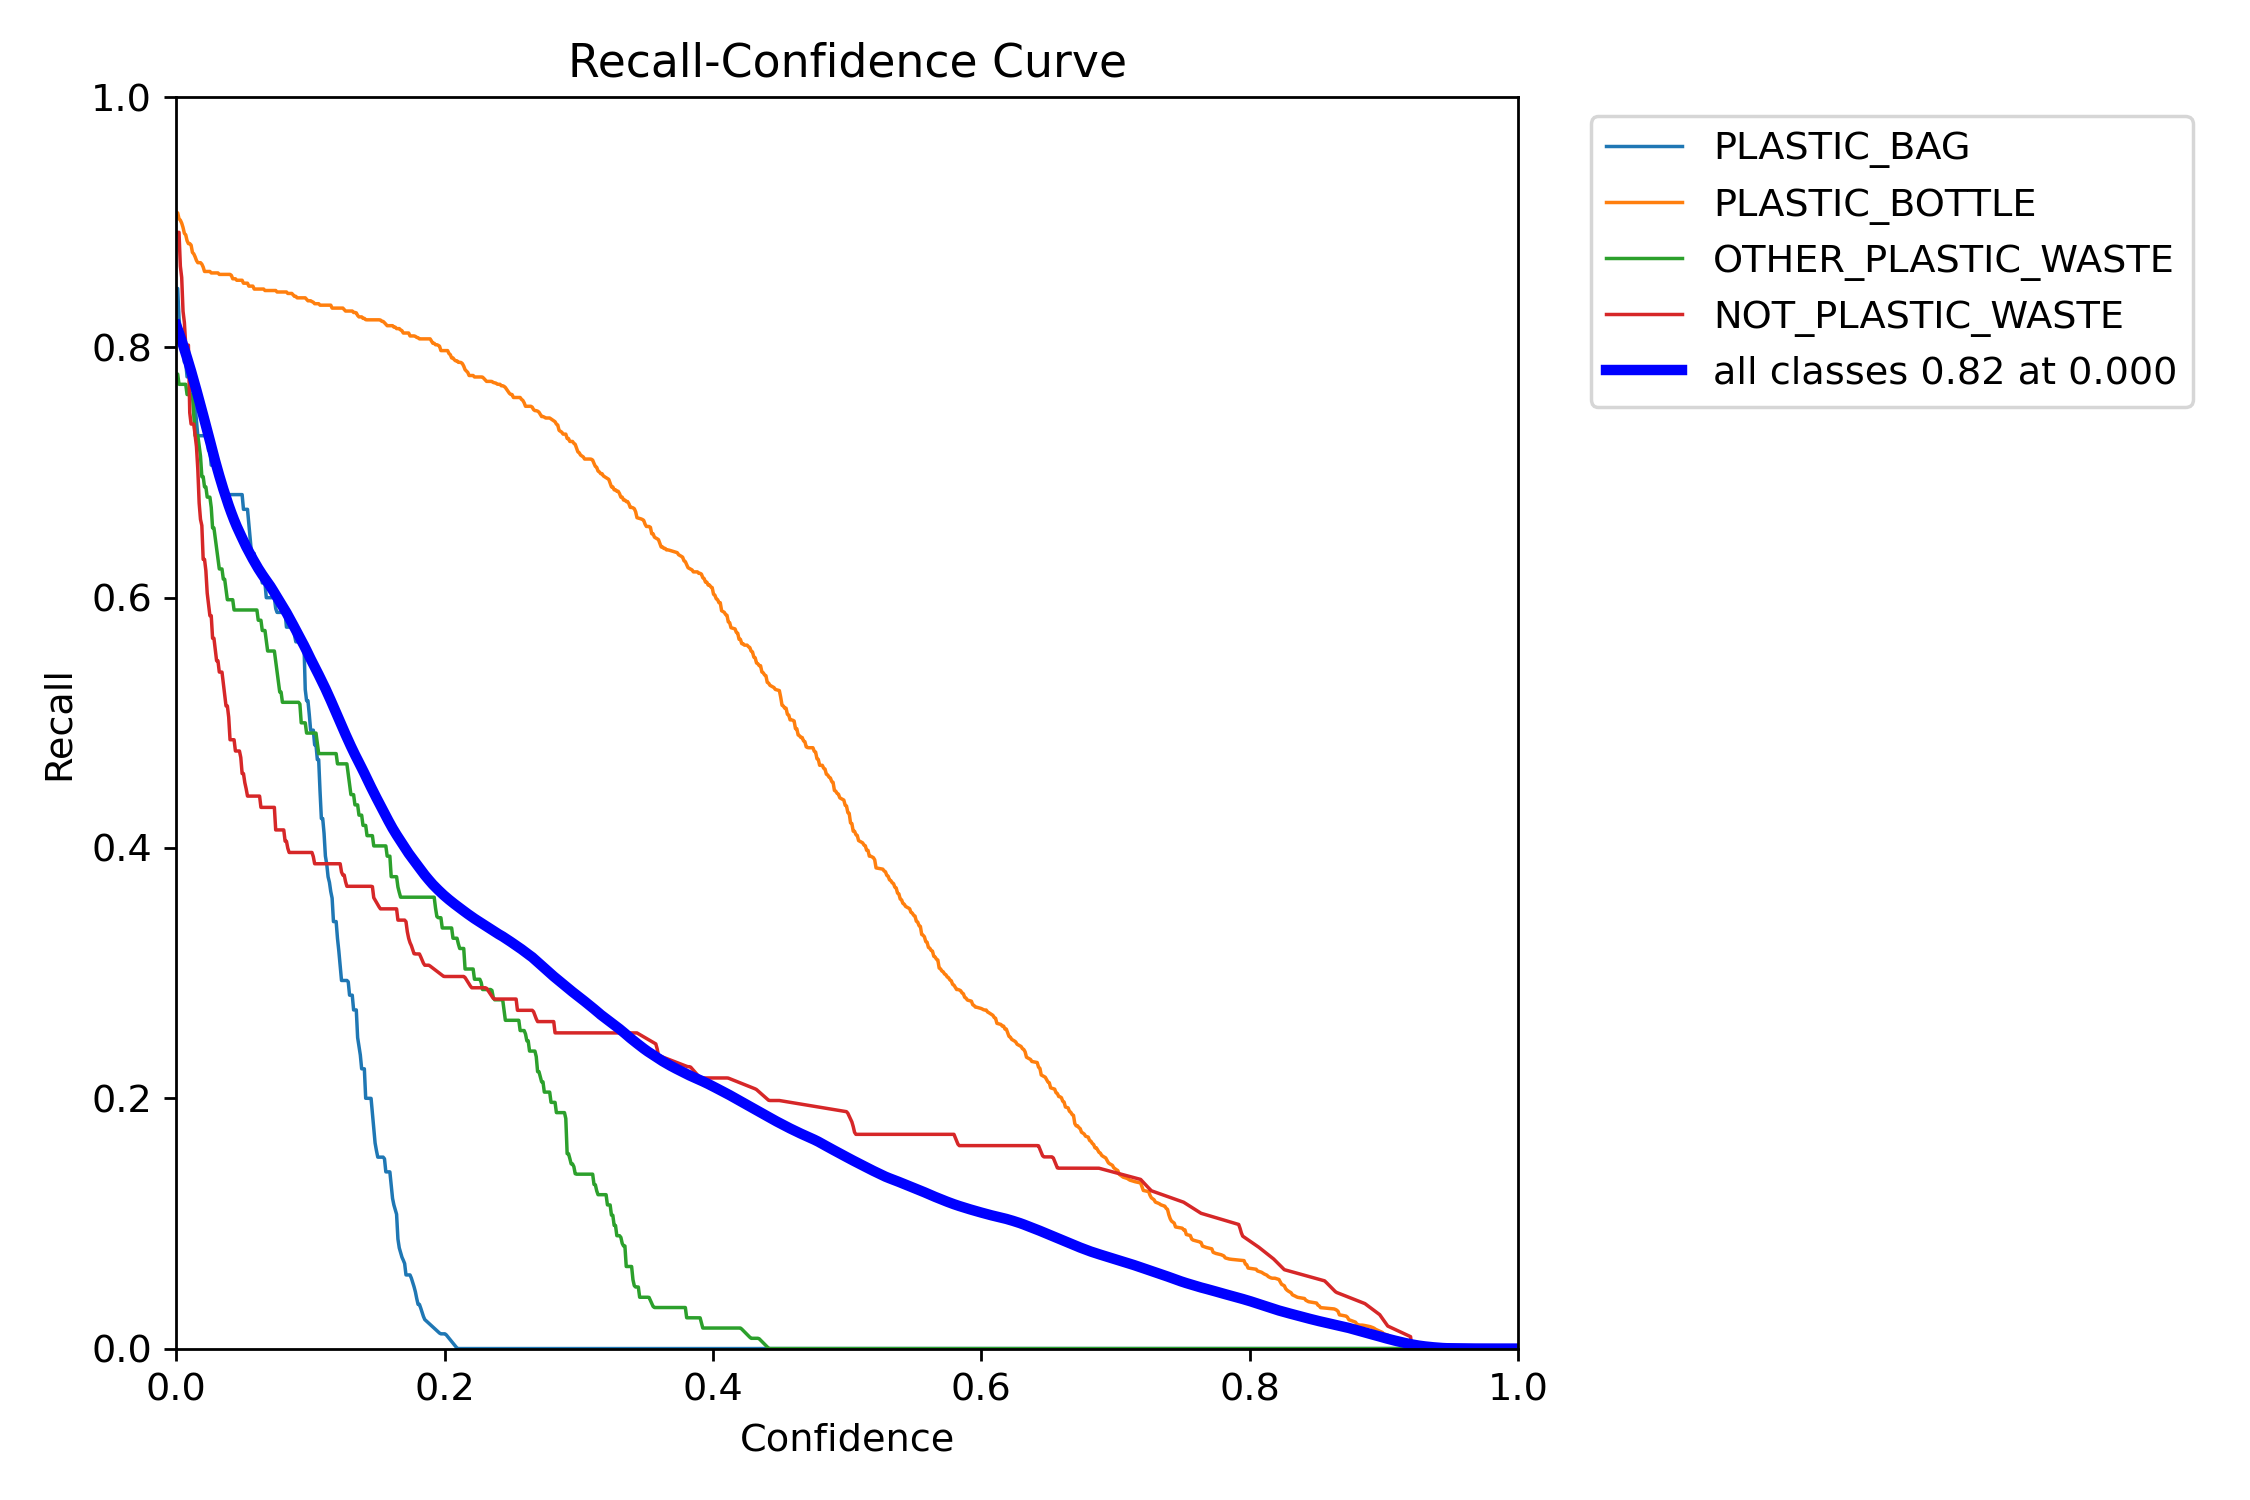 Recall-Confidence Curve
1.0
0.8
0.6
0.4
0.2
0.0
Recall
0.0 0.2 0.4 0.6 0.8 1.0
Confidence
PLASTIC_BAG
PLASTIC_BOTTLE
OTHER_PLASTIC_WASTE
NOT_PLASTIC_WASTE
all classes 0.82 at 0.000